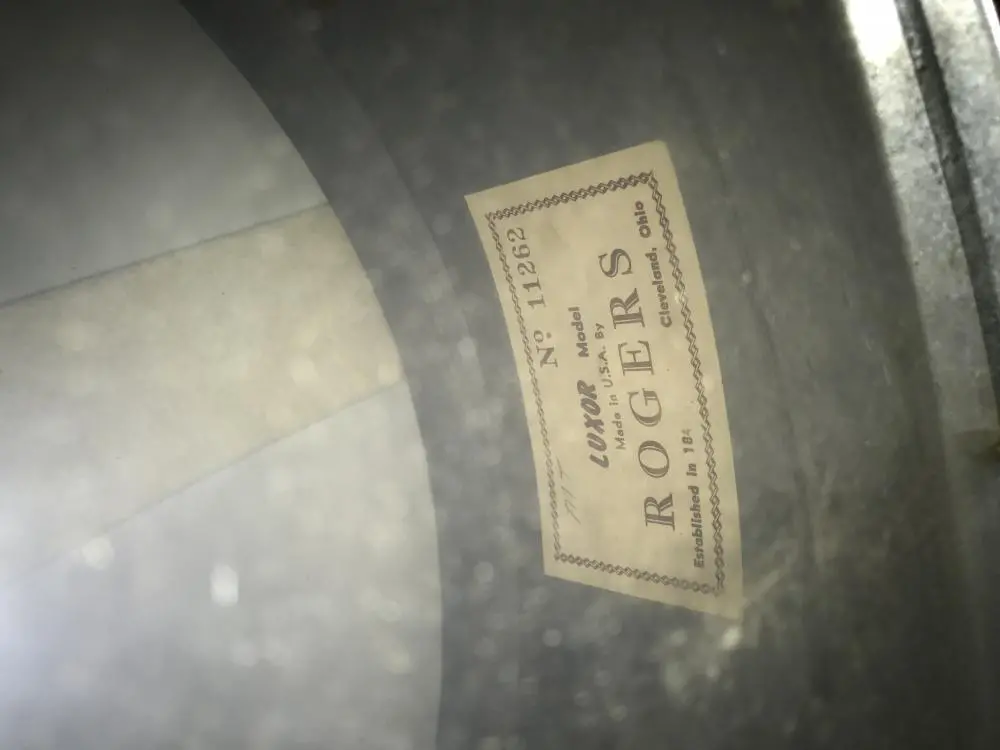 Nº 11262
LUXOR Model
Made in U.S.A. By
ROGERS
Established in 184 Cleveland, Ohio